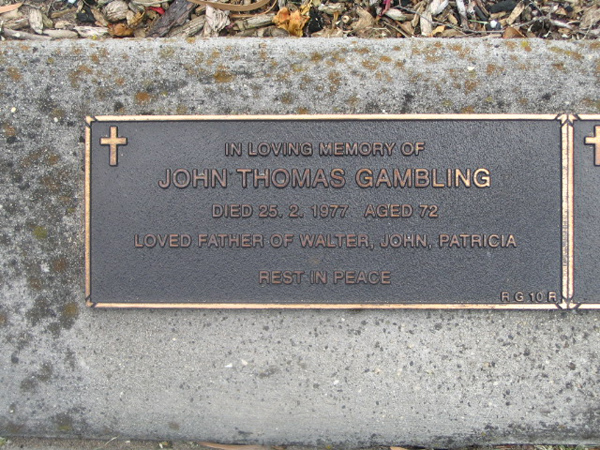 IN LOVING MEMORY OF
JOHN THOMAS GAMBLING
DIED 25. 2. 1977 AGED 72
LOVED FATHER OF WALTER, JOHN, PATRICIA
REST IN PEACE
R G 10 R